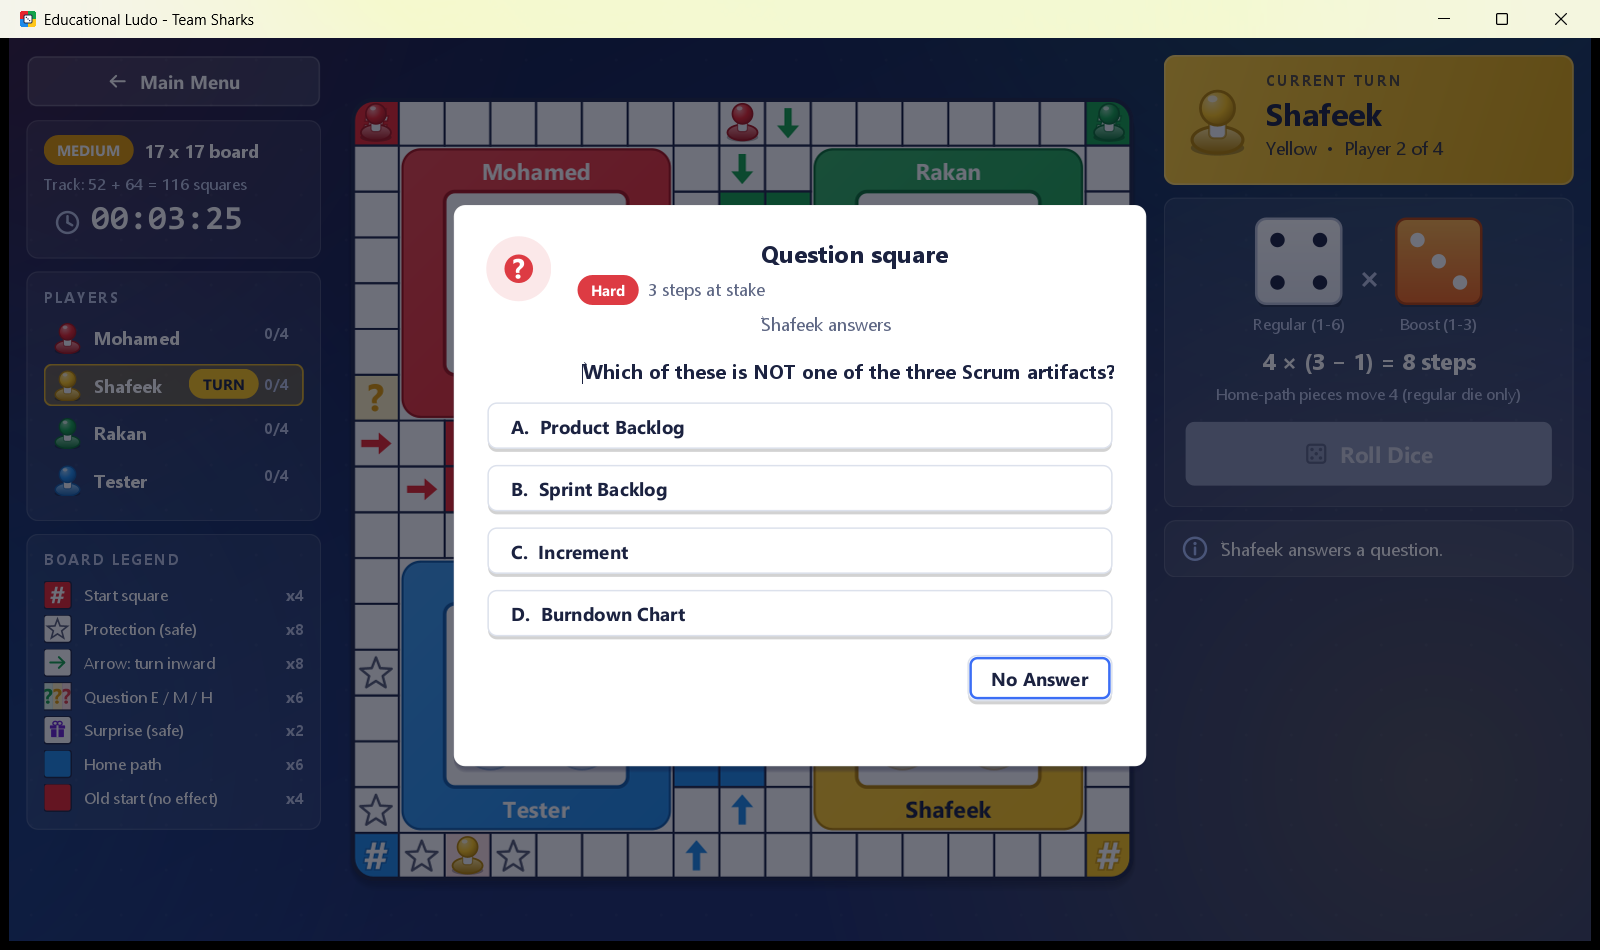 Educational Ludo - Team Sharks
← Main Menu
MEDIUM 17 x 17 board
Track: 52 + 64 = 116 squares
00:03:25
PLAYERS
Mohamed 0/4
Shafeek TURN 0/4
Rakan 0/4
Tester 0/4
BOARD LEGEND
# Start square x4
Protection (safe) x8
→ Arrow: turn inward x8
??? Question E / M / H x6
Surprise (safe) x2
Home path x6
Old start (no effect) x4
Mohamed
Rakan
?
Tester
Shafeek
#
#
?
Question square
Hard 3 steps at stake
Shafeek answers
Which of these is NOT one of the three Scrum artifacts?
A. Product Backlog
B. Sprint Backlog
C. Increment
D. Burndown Chart
No Answer
CURRENT TURN
Shafeek
Yellow • Player 2 of 4
×
Regular (1-6) Boost (1-3)
4 × (3 − 1) = 8 steps
Home-path pieces move 4 (regular die only)
Roll Dice
Shafeek answers a question.